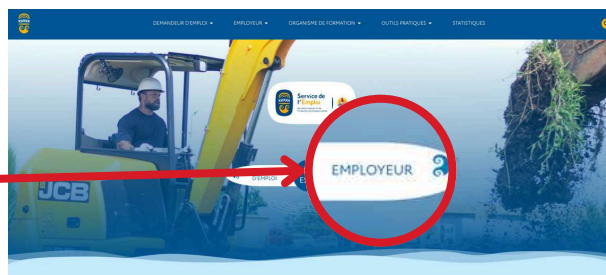 DEMANDEUR D'EMPLOI
EMPLOYEUR
ORGANISME DE FORMATION
OUTILS PRATIQUES
STATISTIQUES
Service de
l'Emploi
D'EMPLOI
EMPLOYEUR
JCB